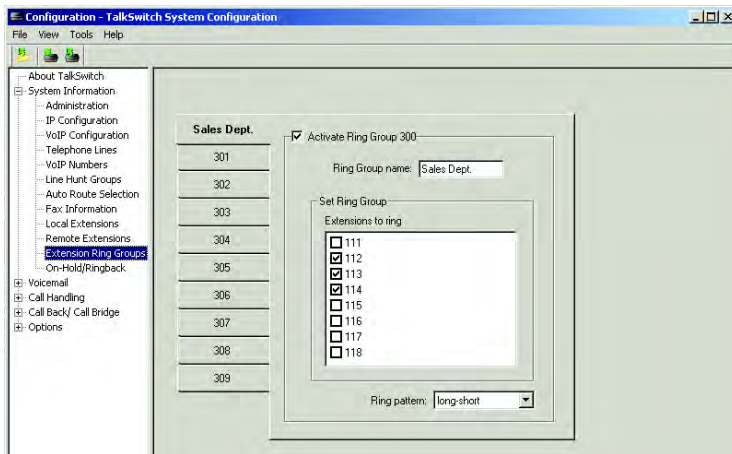 Configuration - TalkSwitch System Configuration
File View Tools Help
About TalkSwitch
System Information
Administration
IP Configuration
VoIP Configuration
Telephone Lines
VoIP Numbers
Line Hunt Groups
Auto Route Selection
Fax Information
Local Extensions
Remote Extensions
Extension Ring Groups
On-Hold/Ringback
Voicemail
Call Handling
Call Back/ Call Bridge
Options
Sales Dept.
301
302
303
304
305
306
307
308
309
Activate Ring Group 300
Ring Group name: Sales Dept.
Set Ring Group
Extensions to ring
111
112
113
114
115
116
117
118
Ring pattern: long-short